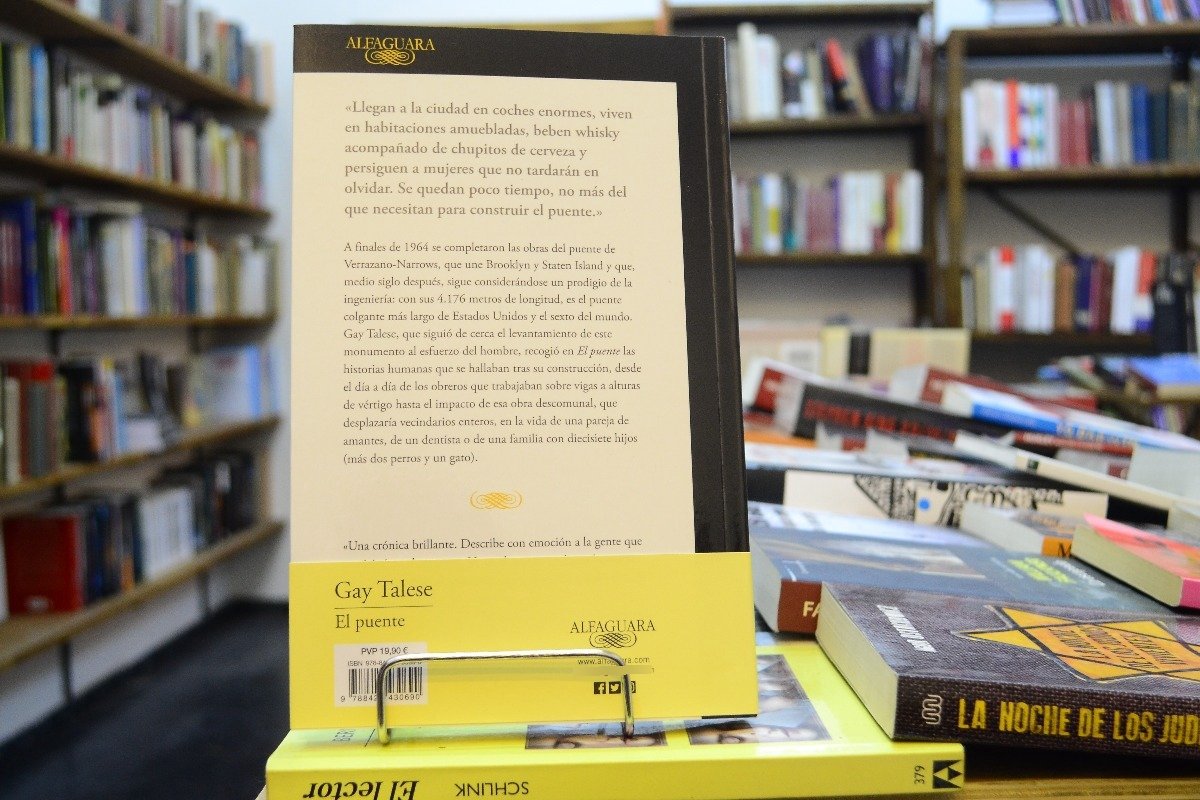 ALFAGUARA
«Llegan a la ciudad en coches enormes, viven
en habitaciones amuebladas, beben whisky
acompañado de chupitos de cerveza y
persiguen a mujeres que no tardarán en
olvidar. Se quedan poco tiempo, no más del
que necesitan para construir el puente.»
A finales de 1964 se completaron las obras del puente de
Verrazano-Narrows, que une Brooklyn y Staten Island y que,
medio siglo después, sigue considerándose un prodigio de la
ingeniería: con sus 4.176 metros de longitud, es el puente
colgante más largo de Estados Unidos y el sexto del mundo.
Gay Talese, que siguió de cerca el levantamiento de este
monumento al esfuerzo del hombre, recogió en El puente las
historias humanas que se hallaban tras su construcción, desde
el día a día de los obreros que trabajaban sobre vigas a alturas
de vértigo hasta el impacto de esa obra descomunal, que
desplazaría vecindarios enteros, en la vida de una pareja de
amantes, de un dentista o de una familia con diecisiete hijos
(más dos perros y un gato).
«Una crónica brillante. Describe con emoción a la gente que
Gay Talese
El puente
ALFAGUARA
www.alfaguara.com
PVP 19,90 €
ISBN 978-8
430690
LA NOCHE DE LOS JUD
El lector
SCHLINK
379